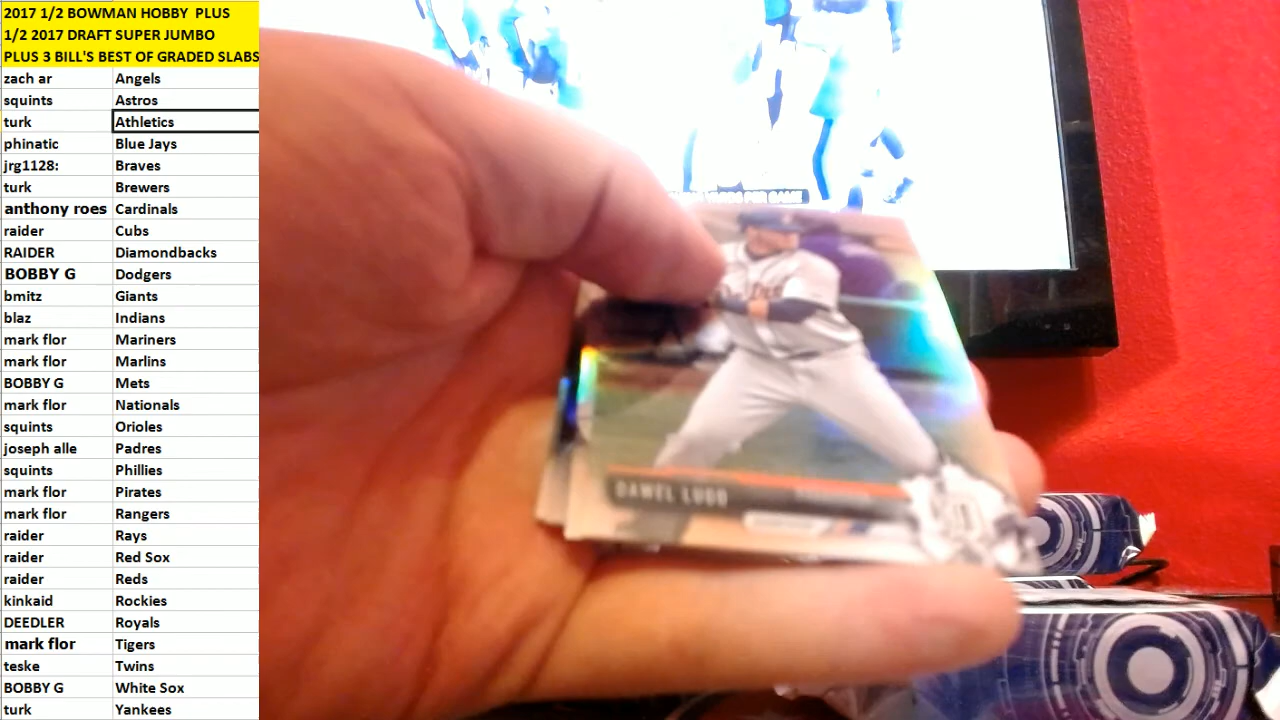 2017 1/2 BOWMAN HOBBY PLUS
1/2 2017 DRAFT SUPER JUMBO
PLUS 3 BILL'S BEST OF GRADED SLABS
zach ar Angels
squints Astros
turk Athletics
phinatic Blue Jays
jrg1128: Braves
turk Brewers
anthony roes Cardinals
raider Cubs
RAIDER Diamondbacks
BOBBY G Dodgers
bmitz Giants
blaz Indians
mark flor Mariners
mark flor Marlins
BOBBY G Mets
mark flor Nationals
squints Orioles
joseph alle Padres
squints Phillies
mark flor Pirates
mark flor Rangers
raider Rays
raider Red Sox
raider Reds
kinkaid Rockies
DEEDLER Royals
mark flor Tigers
teske Twins
BOBBY G White Sox
turk Yankees
DAWEL LUGO